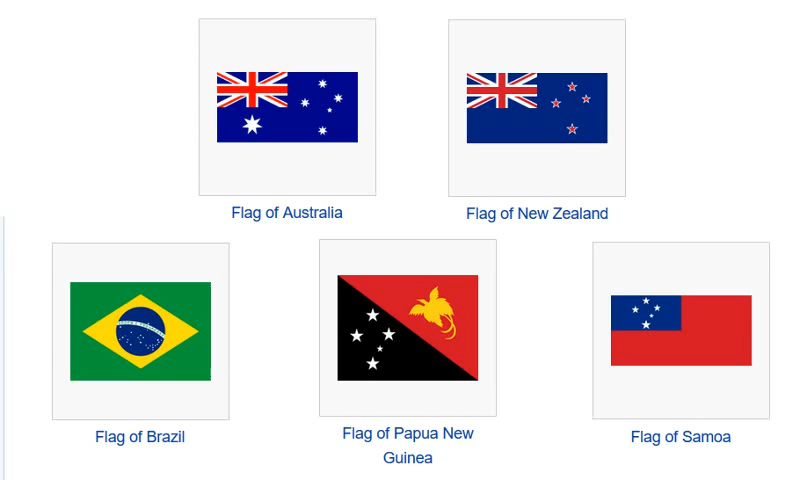 Flag of Australia
Flag of New Zealand
Flag of Brazil
Flag of Papua New
Guinea
Flag of Samoa